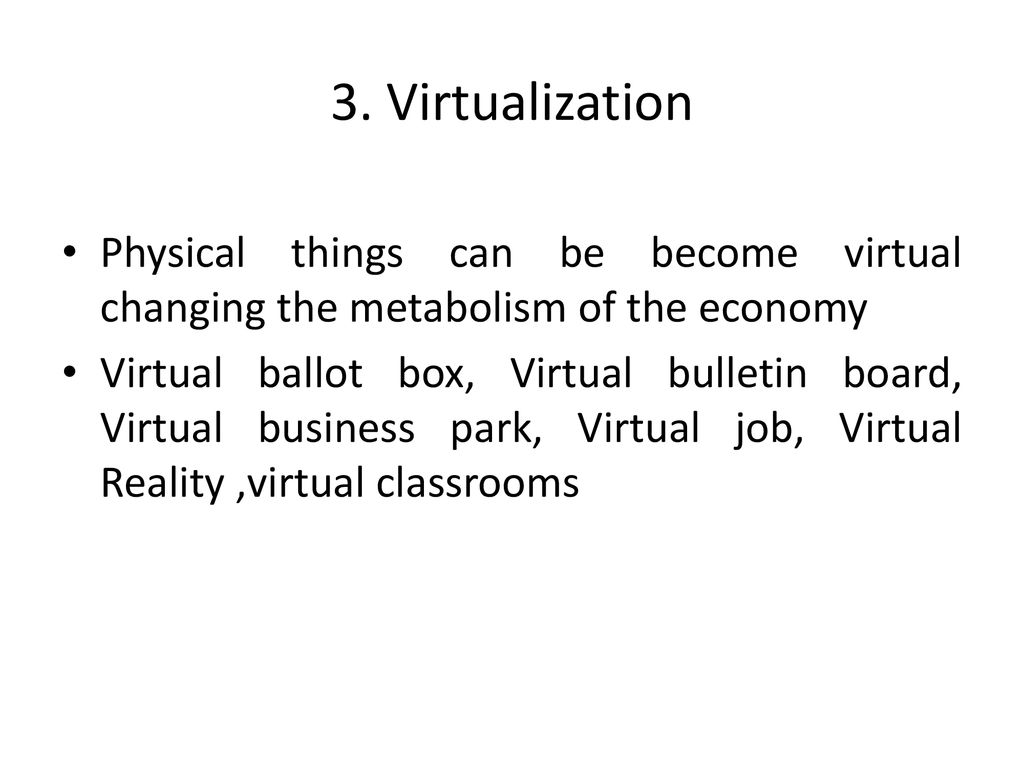 3. Virtualization
• Physical things can be become virtual
changing the metabolism of the economy
• Virtual ballot box, Virtual bulletin board,
Virtual business park, Virtual job, Virtual
Reality ,virtual classrooms